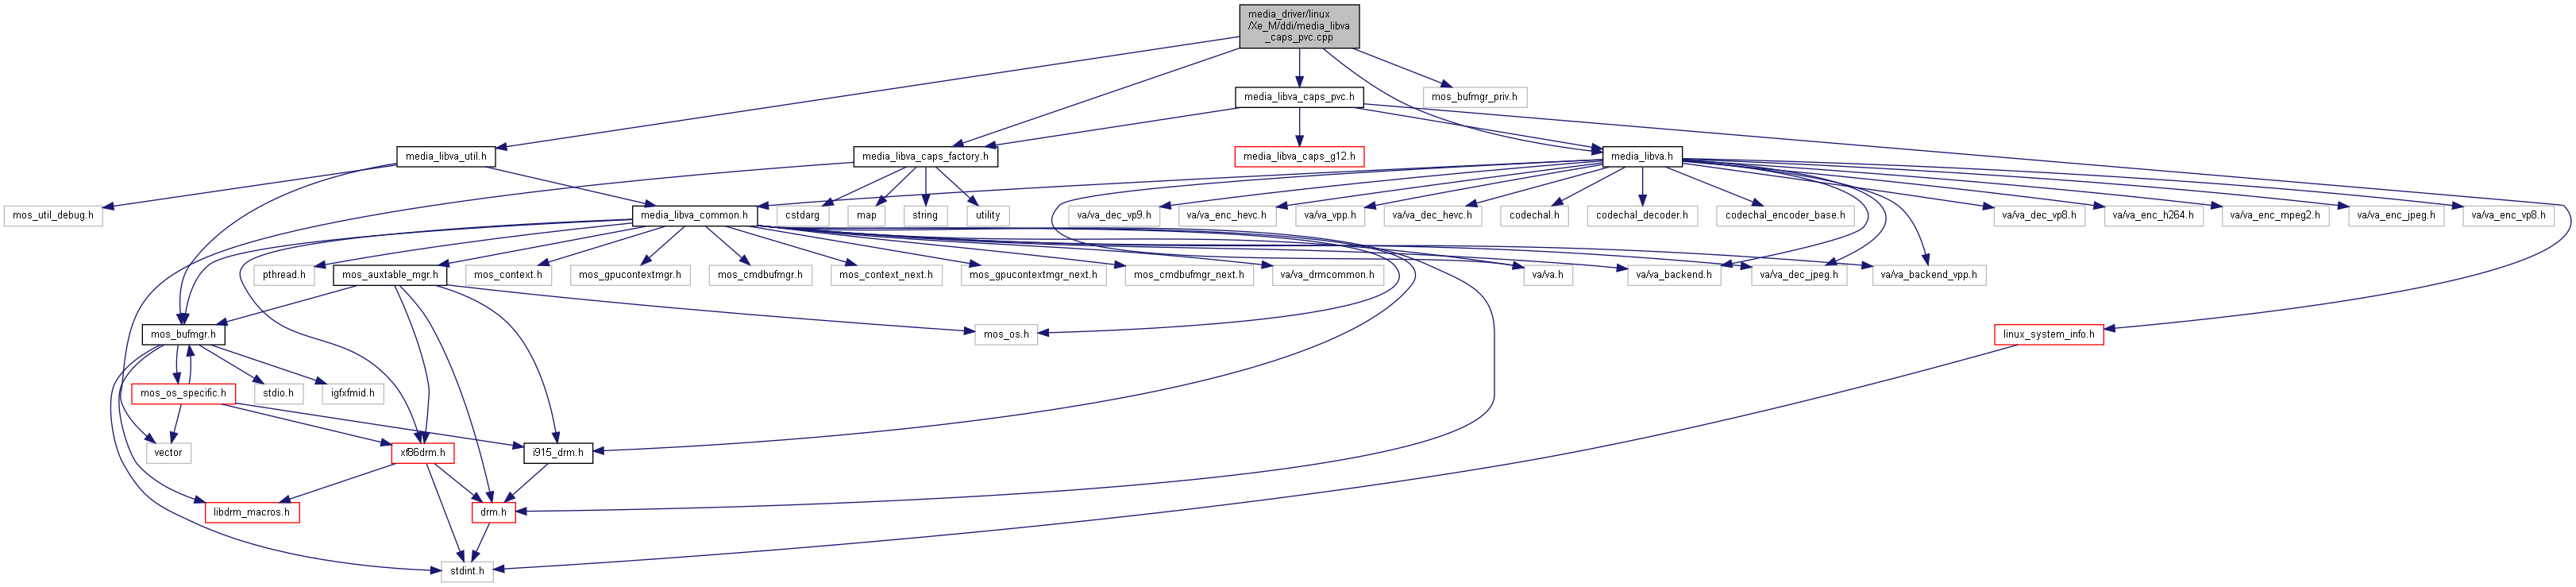 media_driver/linux
/Xe_M/ddi/media_libva
_caps_pvc.cpp
media_libva_caps_pvc.h
mos_bufmgr_priv.h
media_libva_util.h
media_libva_caps_factory.h
media_libva_caps_g12.h
media_libva.h
mos_util_debug.h
media_libva_common.h
cstdarg
map
string
utility
va/va_dec_vp9.h
va/va_enc_hevc.h
va/va_vpp.h
va/va_dec_hevc.h
codechal.h
codechal_decoder.h
codechal_encoder_base.h
va/va_dec_vp8.h
va/va_enc_h264.h
va/va_enc_mpeg2.h
va/va_enc_jpeg.h
va/va_enc_vp8.h
pthread.h
mos_auxtable_mgr.h
mos_context.h
mos_gpucontextmgr.h
mos_cmdbufmgr.h
mos_context_next.h
mos_gpucontextmgr_next.h
mos_cmdbufmgr_next.h
va/va_drmcommon.h
va/va.h
va/va_backend.h
va/va_dec_jpeg.h
va/va_backend_vpp.h
mos_bufmgr.h
mos_os.h
linux_system_info.h
mos_os_specific.h
stdio.h
igfxfmid.h
vector
xf86drm.h
i915_drm.h
libdrm_macros.h
drm.h
stdint.h